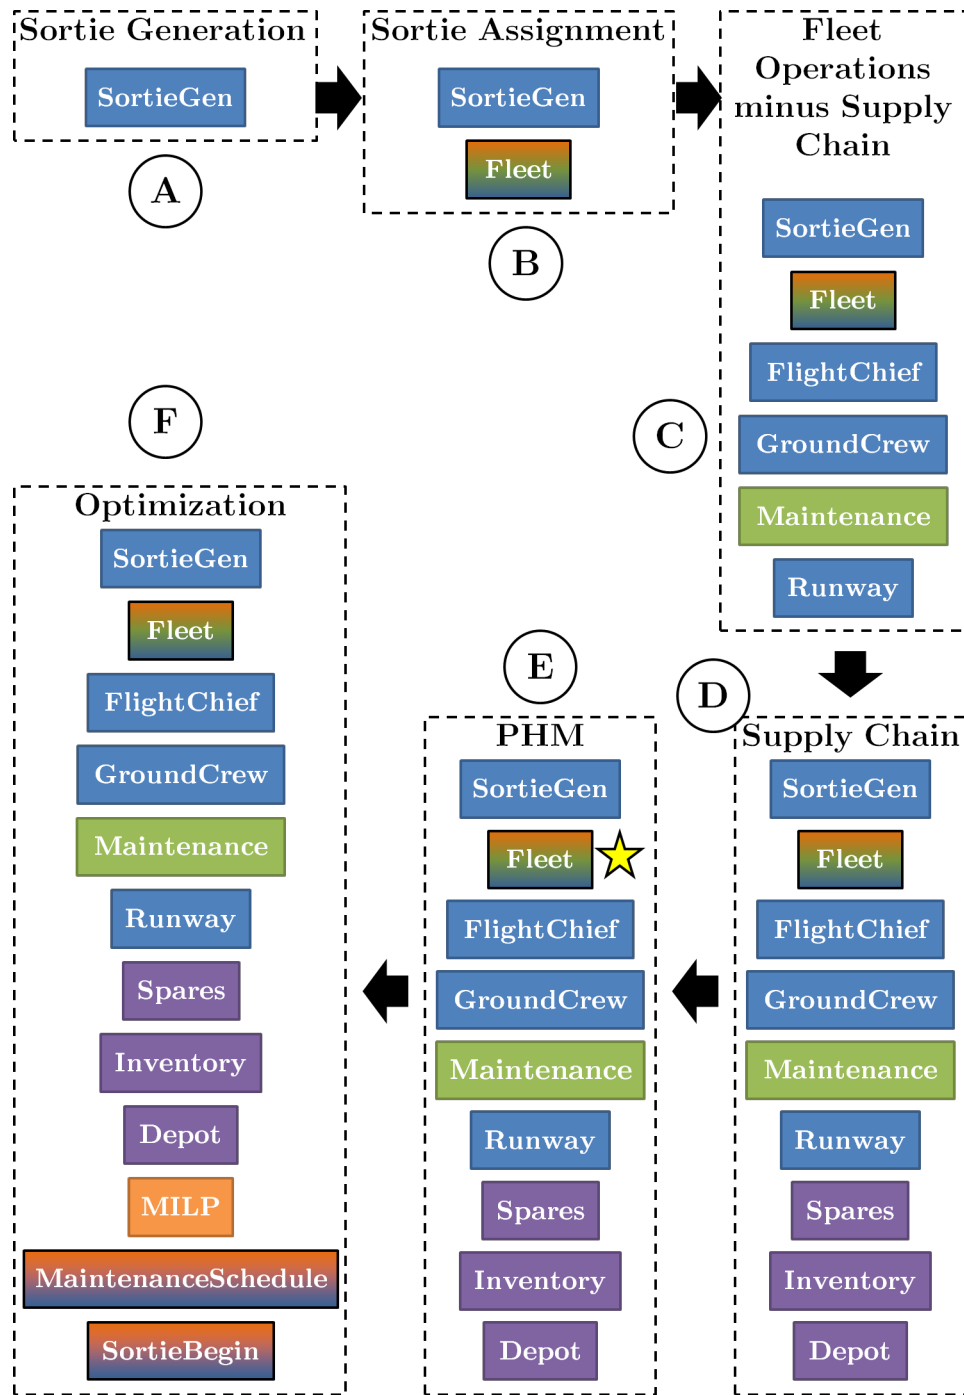 Sortie Generation
SortieGen
A
Sortie Assignment
SortieGen
Fleet
B
Fleet
Operations
minus Supply
Chain
SortieGen
Fleet
FlightChief
GroundCrew
Maintenance
Runway
C
D
Supply Chain
SortieGen
Fleet
FlightChief
GroundCrew
Maintenance
Runway
Spares
Inventory
Depot
E
PHM
SortieGen
Fleet
FlightChief
GroundCrew
Maintenance
Runway
Spares
Inventory
Depot
F
Optimization
SortieGen
Fleet
FlightChief
GroundCrew
Maintenance
Runway
Spares
Inventory
Depot
MILP
MaintenanceSchedule
SortieBegin